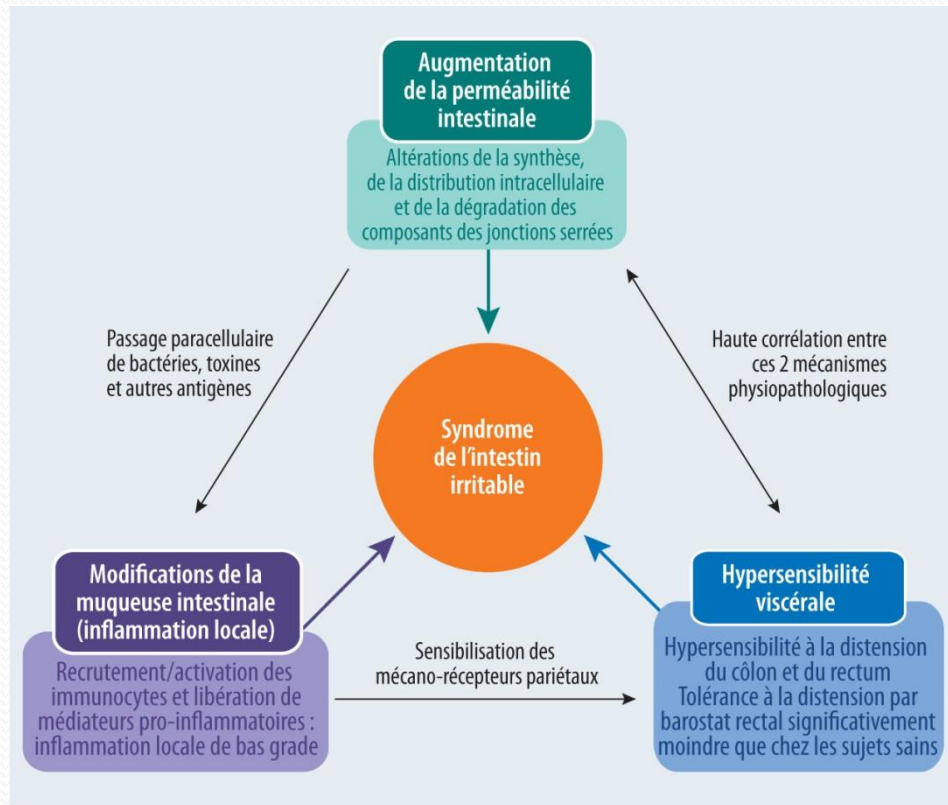 Augmentation
de la perméabilité
intestinale
Altérations de la synthèse,
de la distribution intracellulaire
et de la dégradation des
composants des jonctions serrées
Passage paracellulaire
de bactéries, toxines
et autres antigènes
Haute corrélation entre
ces 2 mécanismes
physiopathologiques
Syndrome
de l'intestin
irritable
Modifications de la
muqueuse intestinale
(inflammation locale)
Recrutement/activation des
immunocytes et libération de
médiateurs pro-inflammatoires :
inflammation locale de bas grade
Sensibilisation des
mécano-récepteurs pariétaux
Hypersensibilité
viscérale
Hypersensibilité à la distension
du côlon et du rectum
Tolérance à la distension par
barostat rectal significativement
moindre que chez les sujets sains